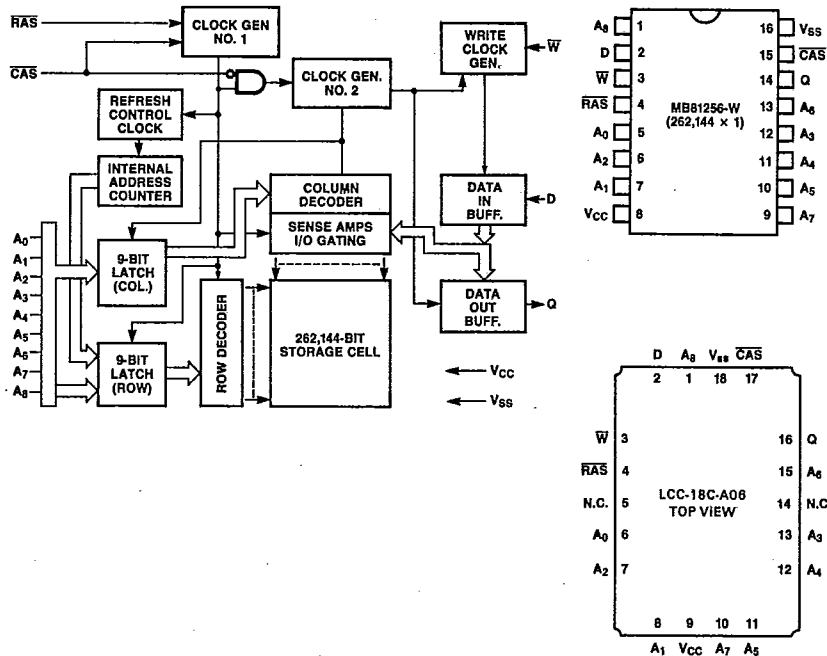 RAS
CLOCK GEN
NO. 1
CAS
CLOCK GEN.
NO. 2
WRITE
CLOCK
GEN.
W
REFRESH
CONTROL
CLOCK
INTERNAL
ADDRESS
COUNTER
COLUMN
DECODER
SENSE AMPS
I/O GATING
DATA
IN
BUFF.
D
A0
A1
A2
A3
A4
A5
A6
A7
A8
9-BIT
LATCH
(COL.)
9-BIT
LATCH
(ROW)
ROW DECODER
262,144-BIT
STORAGE CELL
DATA
OUT
BUFF.
Q
VCC
VSS
A8 1 16 VSS
D 2 15 CAS
W 3 14 Q
RAS 4 13 A6
A0 5 12 A3
A2 6 11 A4
A1 7 10 A5
VCC 8 9 A7
MB81256-W
(262,144 × 1)
D A8 VSS CAS
2 1 18 17
W 3 16 Q
RAS 4 15 A6
N.C. 5 14 N.C
A0 6 13 A3
A2 7 12 A4
LCC-18C-A06
TOP VIEW
8 9 10 11
A1 VCC A7 A5